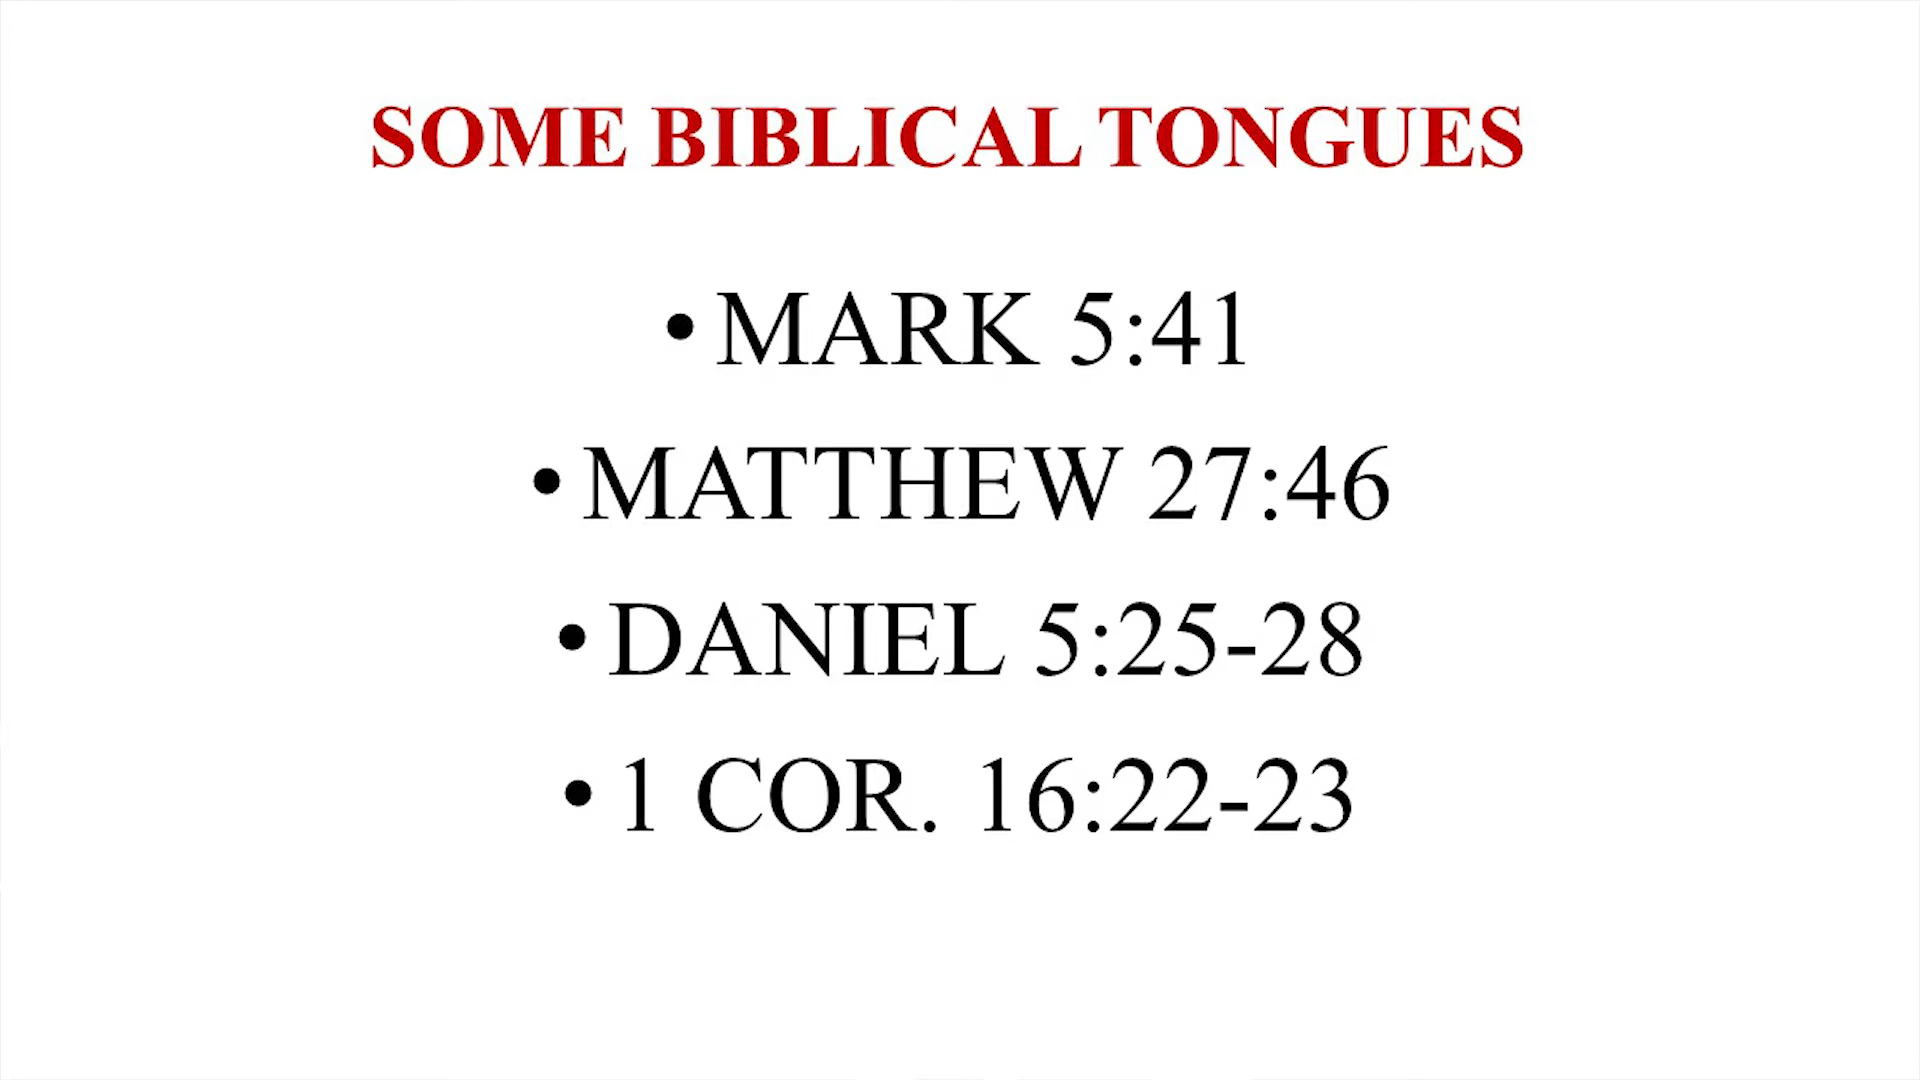 SOME BIBLICAL TONGUES
• MARK 5:41
• MATTHEW 27:46
• DANIEL 5:25-28
• 1 COR. 16:22-23